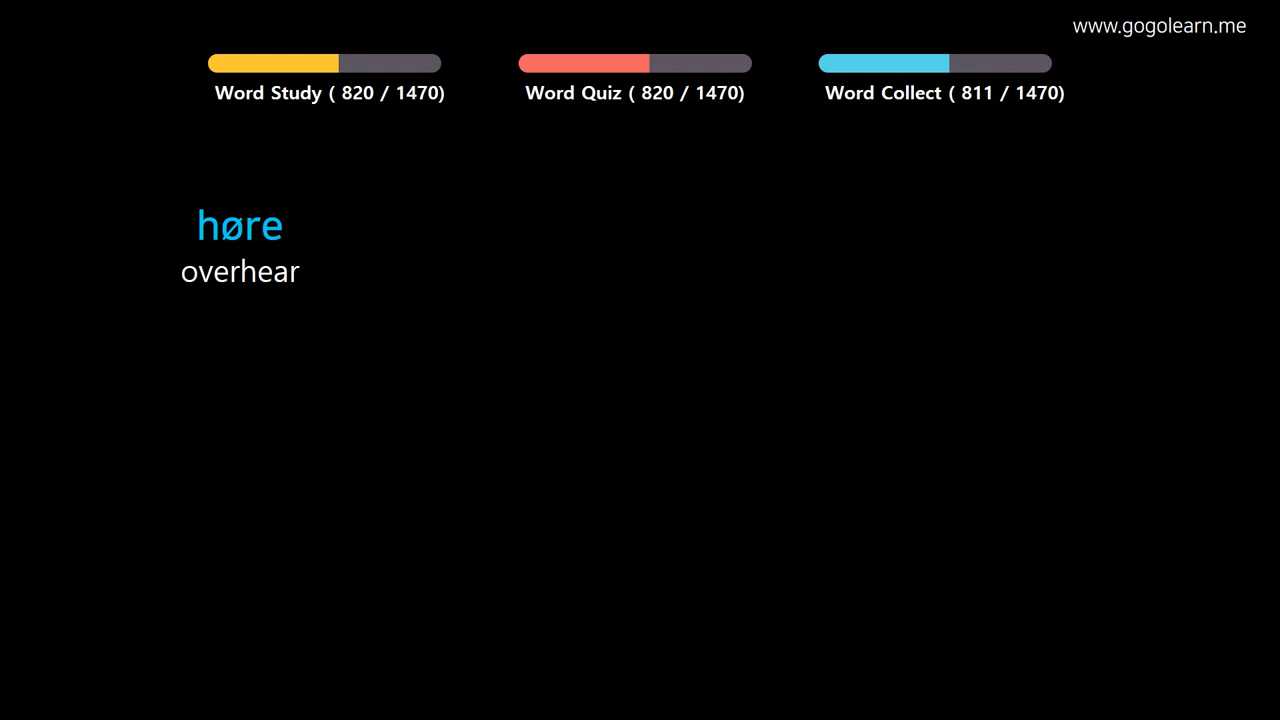 www.gogolearn.me
Word Study ( 820 / 1470)
Word Quiz ( 820 / 1470)
Word Collect ( 811 / 1470)
høre
overhear